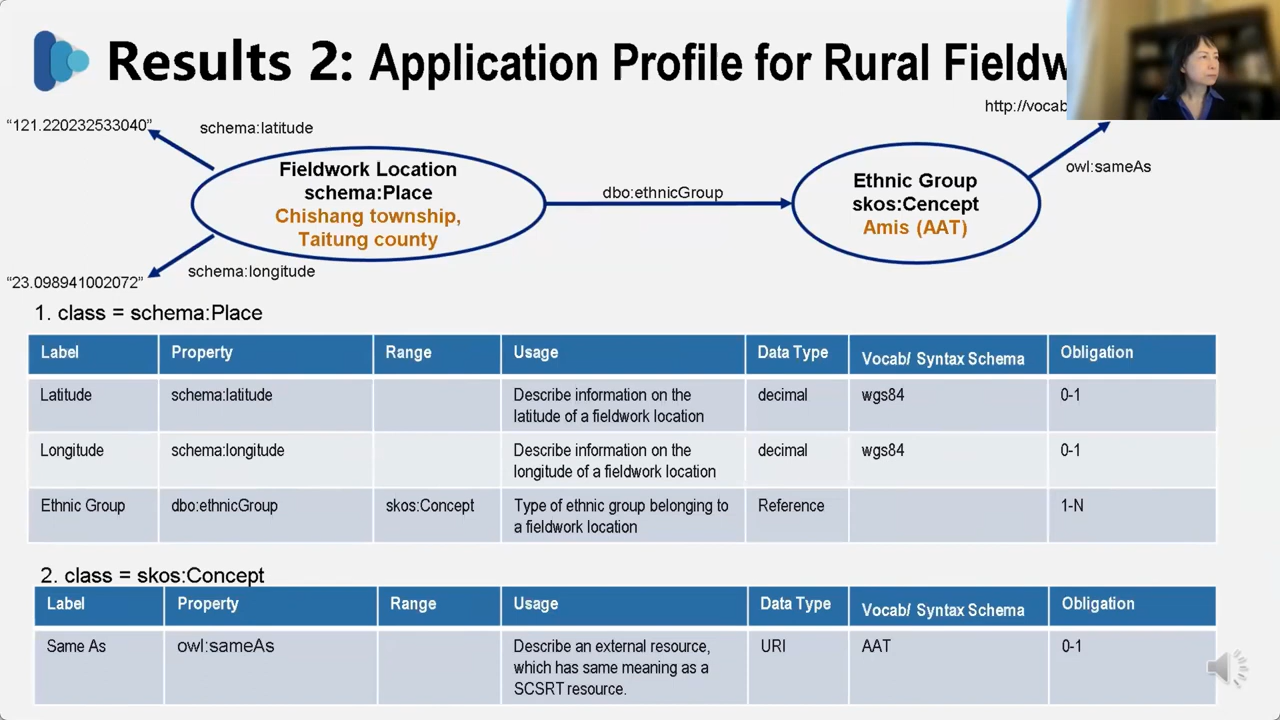 Results 2: Application Profile for Rural Fieldw
http://vocab
"121.220232533040"
schema:latitude
Fieldwork Location
schema:Place
Chishang township,
Taitung county
dbo:ethnicGroup
Ethnic Group
skos:Cencept
Amis (AAT)
owl:sameAs
schema:longitude
"23.098941002072"
1. class = schema:Place
Label Property Range Usage Data Type Vocab/ Syntax Schema Obligation
Latitude schema:latitude Describe information on the decimal wgs84 0-1
latitude of a fieldwork location
Longitude schema:longitude Describe information on the decimal wgs84 0-1
longitude of a fieldwork location
Ethnic Group dbo:ethnicGroup skos:Concept Type of ethnic group belonging to Reference 1-N
a fieldwork location
2. class = skos:Concept
Label Property Range Usage Data Type Vocab/ Syntax Schema Obligation
Same As owl:sameAs Describe an external resource, URI AAT 0-1
which has same meaning as a
SCSRT resource.